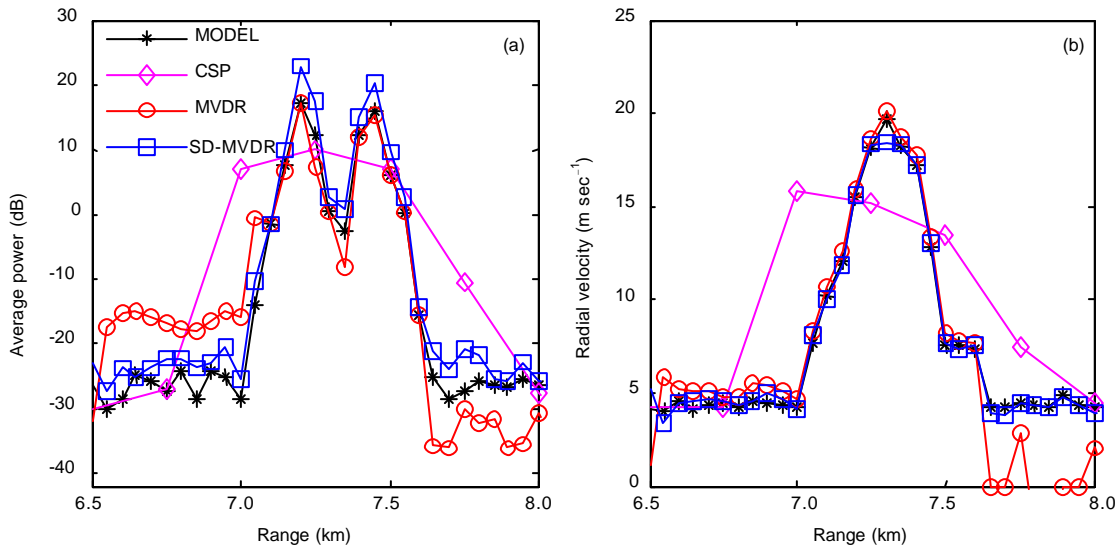 30
20
10
0
-10
-20
-30
-40
MODEL
CSP
MVDR
SD-MVDR
(a)
Average power (dB)
6.5 7.0 7.5 8.0
Range (km)
25
20
15
10
5
0
(b)
Radial velocity (m sec⁻¹)
6.5 7.0 7.5 8.0
Range (km)